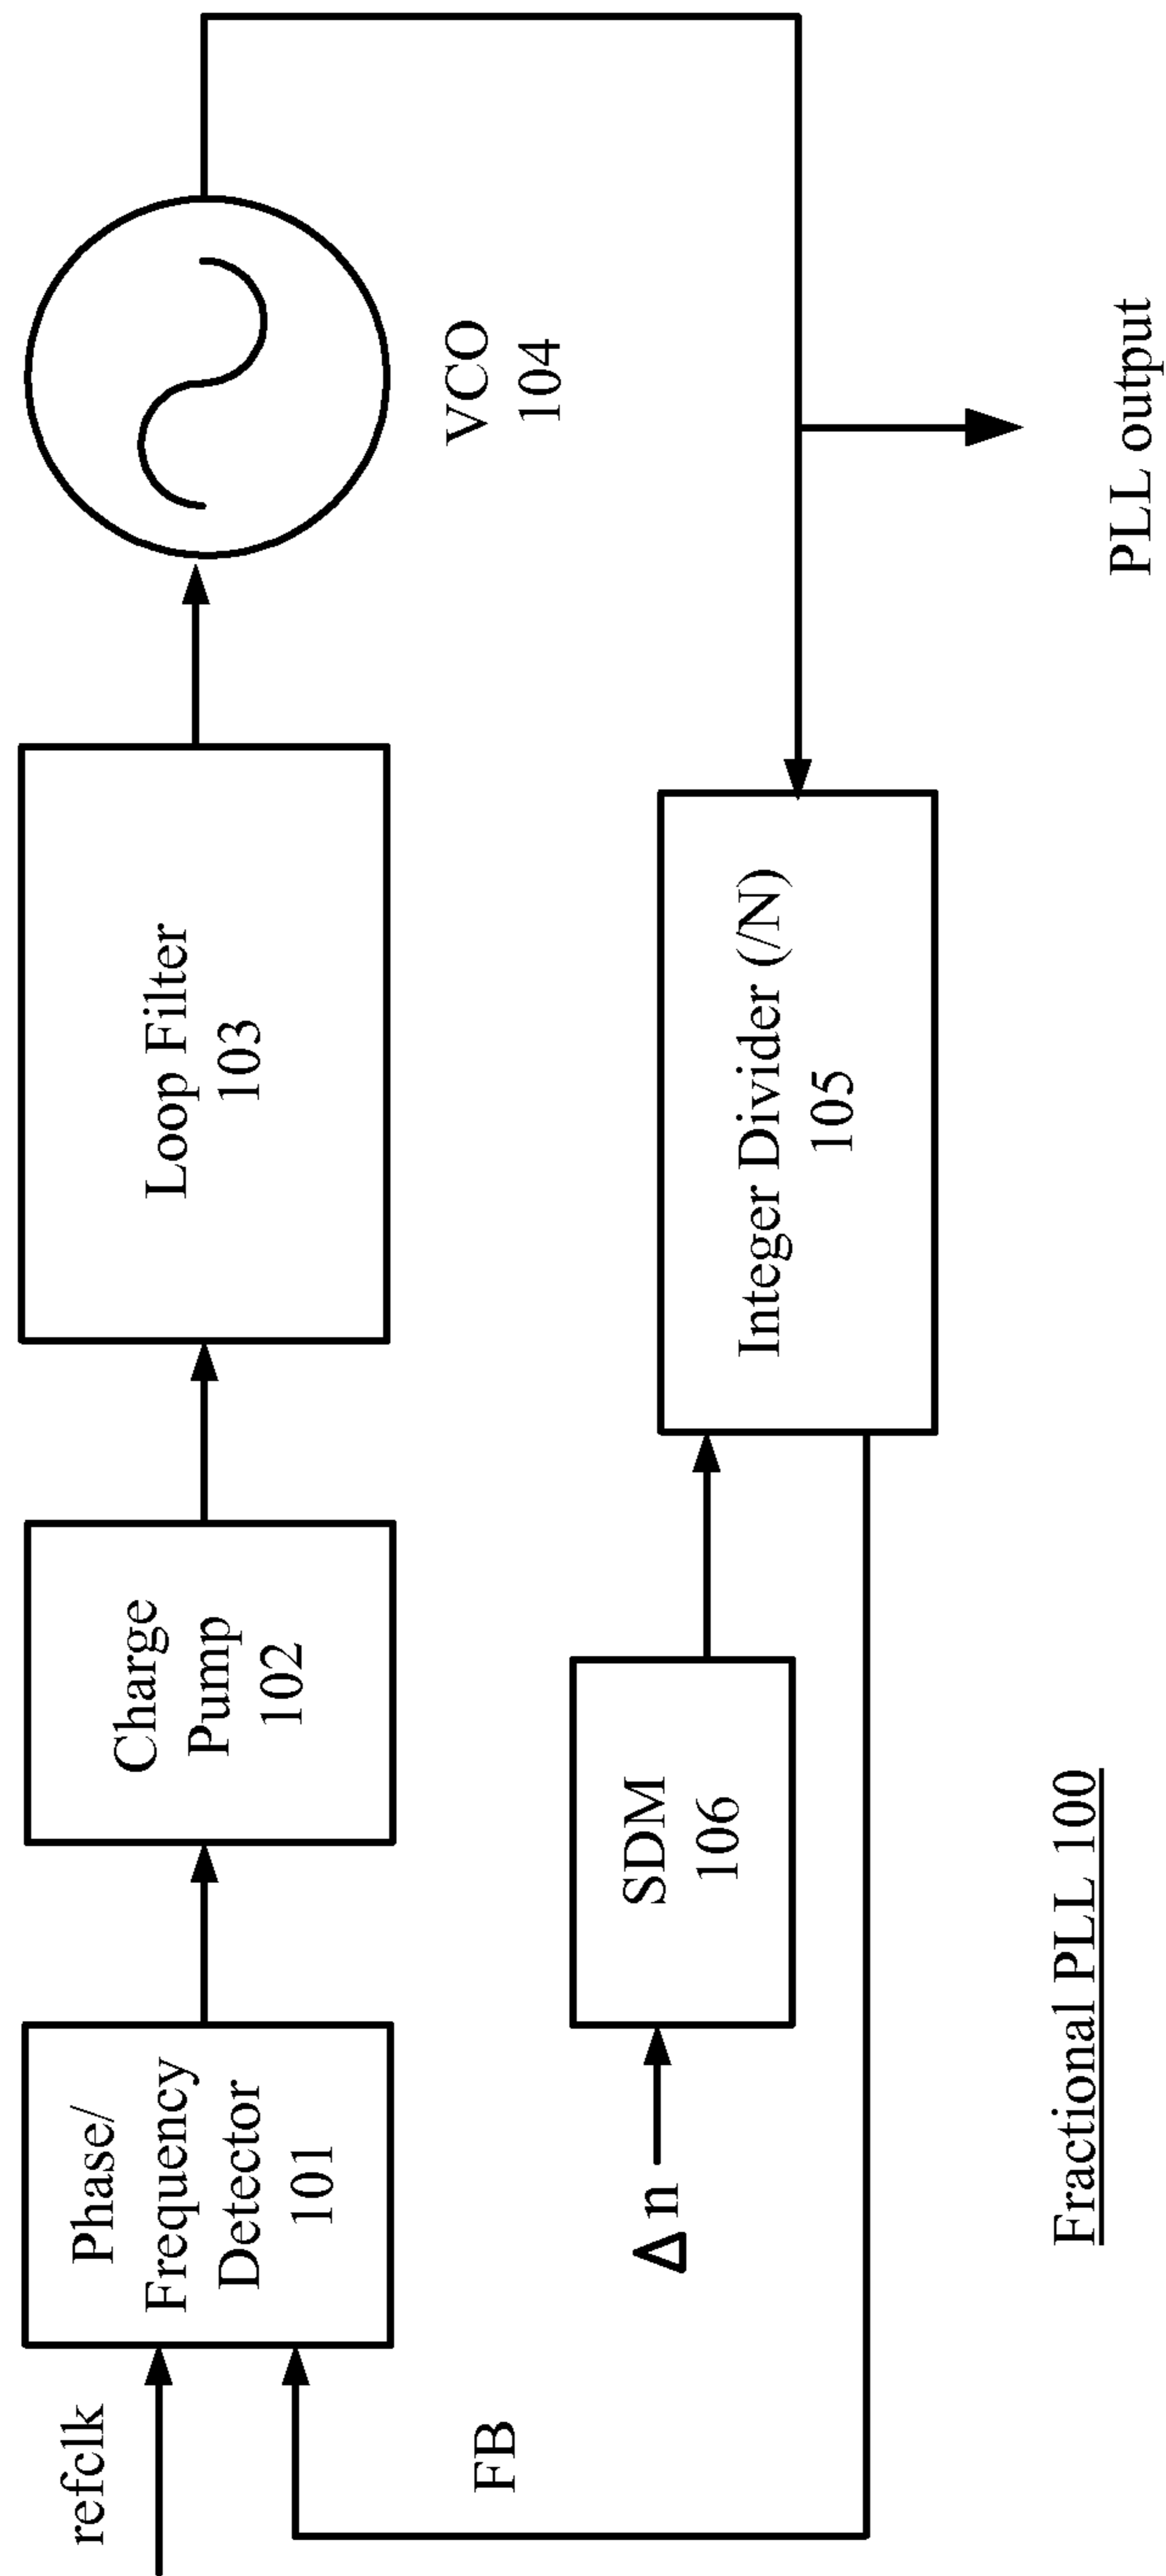 refclk
Phase/
Frequency
Detector
101
Charge
Pump
102
Loop Filter
103
VCO
104
FB
Δn
SDM
106
Integer Divider (/N)
105
PLL output
Fractional PLL 100